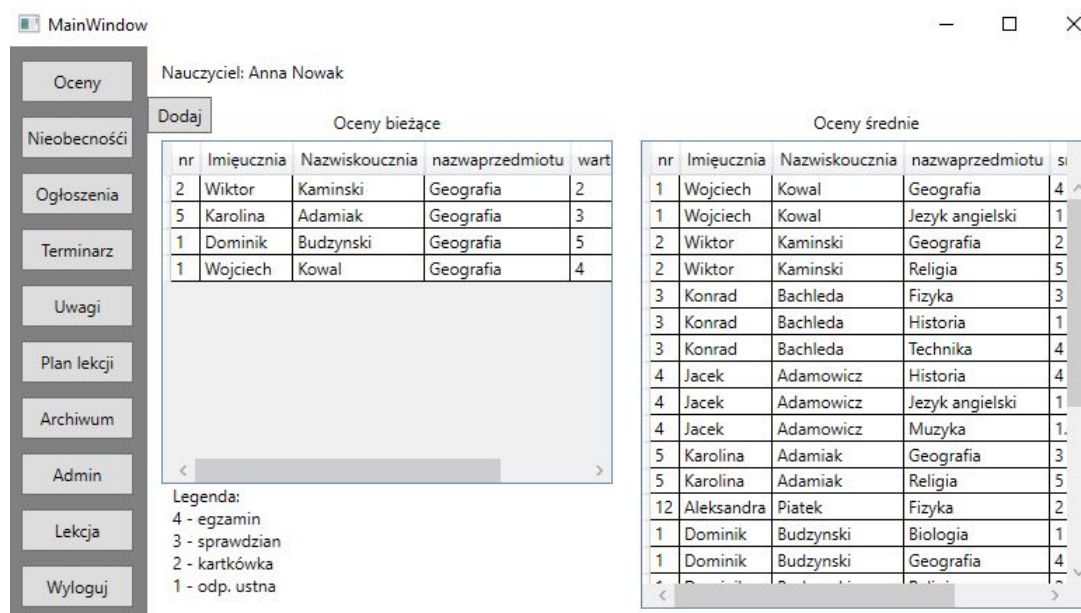 MainWindow
Oceny
Nieobecnośći
Ogłoszenia
Terminarz
Uwagi
Plan lekcji
Archiwum
Admin
Lekcja
Wyloguj
Nauczyciel: Anna Nowak
Dodaj
Oceny bieżące
nr Imięucznia Nazwiskoucznia nazwaprzedmiotu wart
2 Wiktor Kaminski Geografia 2
5 Karolina Adamiak Geografia 3
1 Dominik Budzynski Geografia 5
1 Wojciech Kowal Geografia 4
Legenda:
4 - egzamin
3 - sprawdzian
2 - kartkówka
1 - odp. ustna
Oceny średnie
nr Imięucznia Nazwiskoucznia nazwaprzedmiotu
1 Wojciech Kowal Geografia 4
1 Wojciech Kowal Jezyk angielski 1
2 Wiktor Kaminski Geografia 2
2 Wiktor Kaminski Religia 5
3 Konrad Bachleda Fizyka 3
3 Konrad Bachleda Historia 1
3 Konrad Bachleda Technika 4
4 Jacek Adamowicz Historia 4
4 Jacek Adamowicz Jezyk angielski 1
4 Jacek Adamowicz Muzyka 1.
5 Karolina Adamiak Geografia 3
5 Karolina Adamiak Religia 5
12 Aleksandra Piatek Fizyka 2
1 Dominik Budzynski Biologia 1
1 Dominik Budzynski Geografia 4